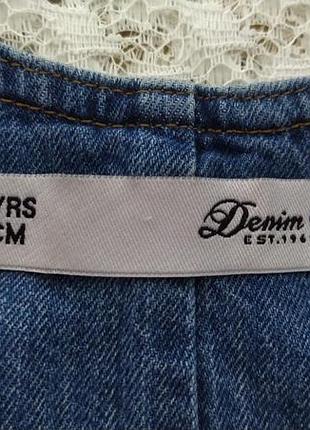 YRS
CM
Denim
EST.196